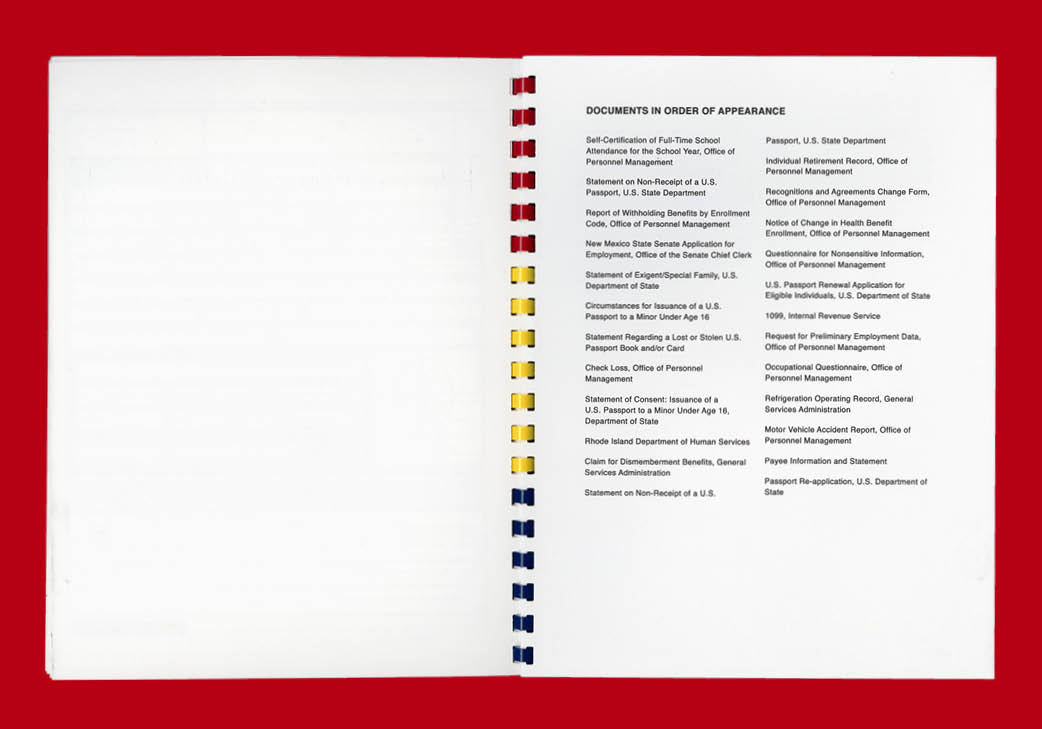 DOCUMENTS IN ORDER OF APPEARANCE
Self-Certification of Full-Time School
Attendance for the School Year, Office of
Personnel Management
Statement on Non-Receipt of a U.S.
Passport, U.S. State Department
Report of Withholding Benefits by Enrollment
Code, Office of Personnel Management
New Mexico State Senate Application for
Employment, Office of the Senate Chief Clerk
Statement of Exigent/Special Family, U.S.
Department of State
Circumstances for Issuance of a U.S.
Passport to a Minor Under Age 16
Statement Regarding a Lost or Stolen U.S.
Passport Book and/or Card
Check Loss, Office of Personnel
Management
Statement of Consent: Issuance of a
U.S. Passport to a Minor Under Age 16,
Department of State
Rhode Island Department of Human Services
Claim for Dismemberment Benefits, General
Services Administration
Statement on Non-Receipt of a U.S.
Passport, U.S. State Department
Individual Retirement Record, Office of
Personnel Management
Recognitions and Agreements Change Form,
Office of Personnel Management
Notice of Change in Health Benefit
Enrollment, Office of Personnel Management
Questionnaire for Nonsensitive Information,
Office of Personnel Management
U.S. Passport Renewal Application for
Eligible Individuals, U.S. Department of State
1099, Internal Revenue Service
Request for Preliminary Employment Data,
Office of Personnel Management
Occupational Questionnaire, Office of
Personnel Management
Refrigeration Operating Record, General
Services Administration
Motor Vehicle Accident Report, Office of
Personnel Management
Payee Information and Statement
Passport Re-application, U.S. Department of
State